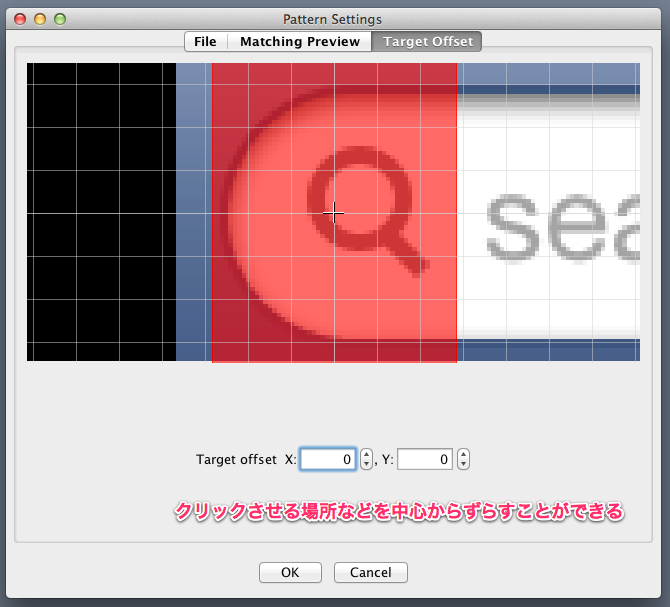 Pattern Settings
File Matching Preview Target Offset
sea
Target offset X: 0 , Y: 0
クリックさせる場所などを中心からずらすことができる
OK Cancel